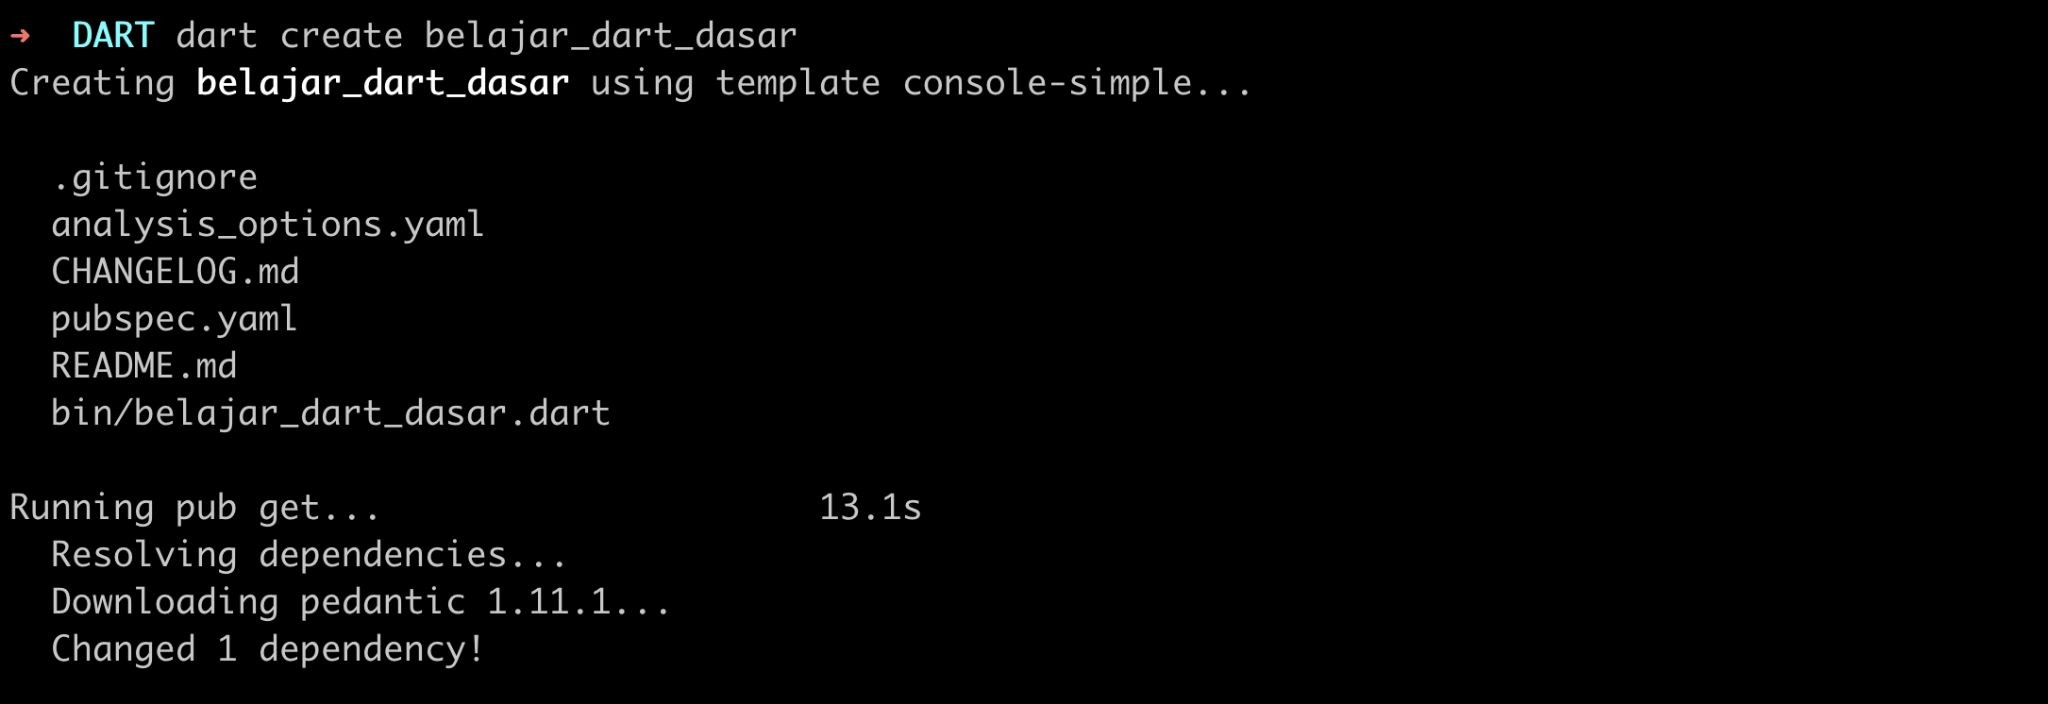 ➜  DART dart create belajar_dart_dasar
Creating belajar_dart_dasar using template console-simple...
.gitignore
analysis_options.yaml
CHANGELOG.md
pubspec.yaml
README.md
bin/belajar_dart_dasar.dart
Running pub get... 13.1s
Resolving dependencies...
Downloading pedantic 1.11.1...
Changed 1 dependency!